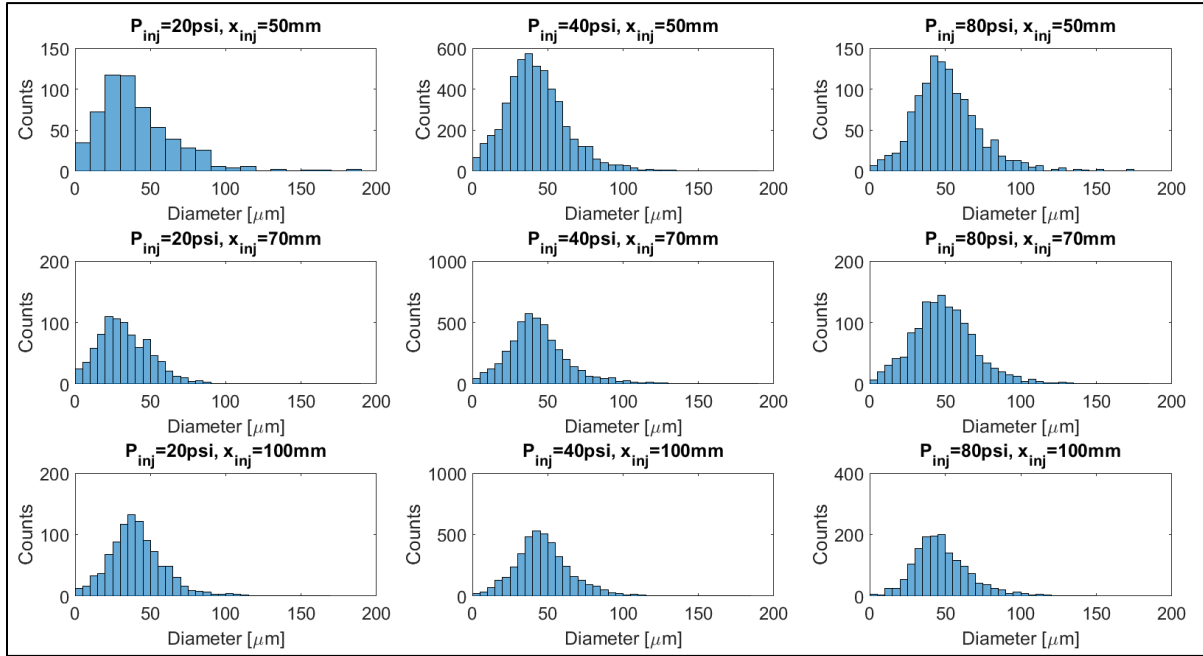 P_inj=20psi, x_inj=50mm
150
100
50
0
Counts
0 50 100 150 200
Diameter [μm]
P_inj=40psi, x_inj=50mm
600
400
200
0
Counts
0 50 100 150 200
Diameter [μm]
P_inj=80psi, x_inj=50mm
150
100
50
0
Counts
0 50 100 150 200
Diameter [μm]
P_inj=20psi, x_inj=70mm
200
100
0
Counts
0 50 100 150 200
Diameter [μm]
P_inj=40psi, x_inj=70mm
1000
500
0
Counts
0 50 100 150 200
Diameter [μm]
P_inj=80psi, x_inj=70mm
200
100
0
Counts
0 50 100 150 200
Diameter [μm]
P_inj=20psi, x_inj=100mm
200
100
0
Counts
0 50 100 150 200
Diameter [μm]
P_inj=40psi, x_inj=100mm
1000
500
0
Counts
0 50 100 150 200
Diameter [μm]
P_inj=80psi, x_inj=100mm
400
200
0
Counts
0 50 100 150 200
Diameter [μm]